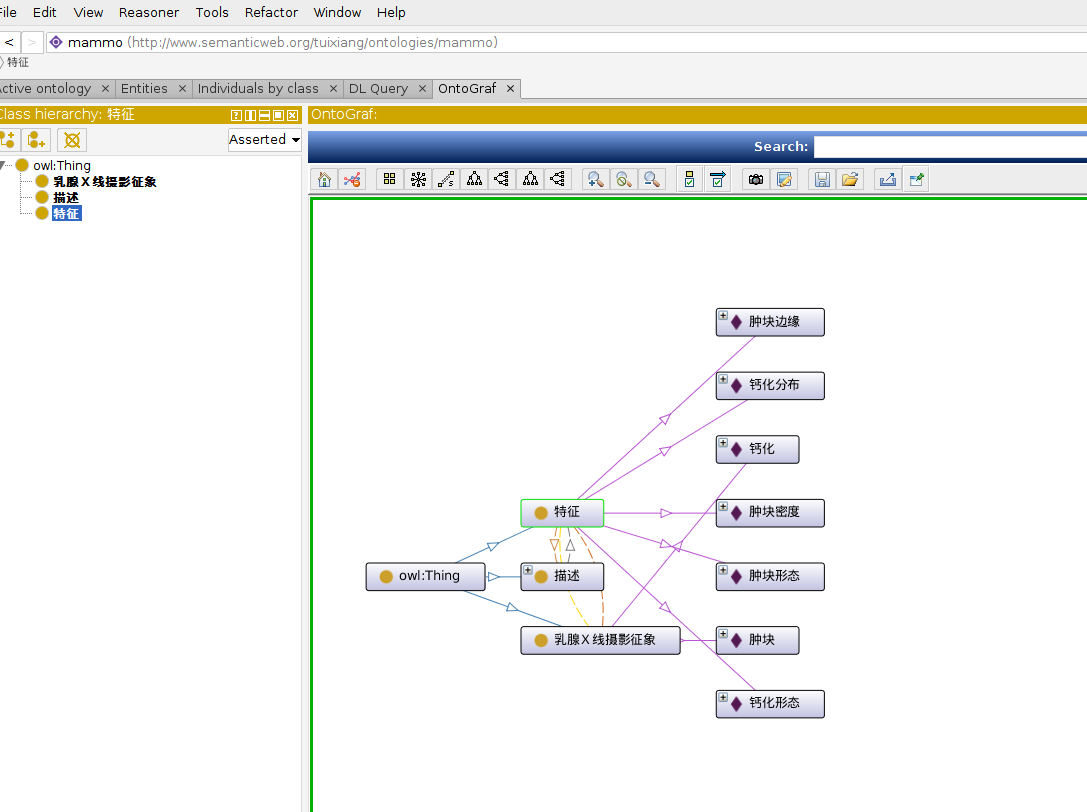 File Edit View Reasoner Tools Refactor Window Help
< > mammo (http://www.semanticweb.org/tuixiang/ontologies/mammo)
特征
Active ontology × Entities × Individuals by class × DL Query × OntoGraf ×
Class hierarchy: 特征
OntoGraf:
Asserted
Search:
owl:Thing
乳腺X线摄影征象
描述
特征
肿块边缘
钙化分布
钙化
特征
肿块密度
owl:Thing
描述
肿块形态
乳腺X线摄影征象
肿块
钙化形态